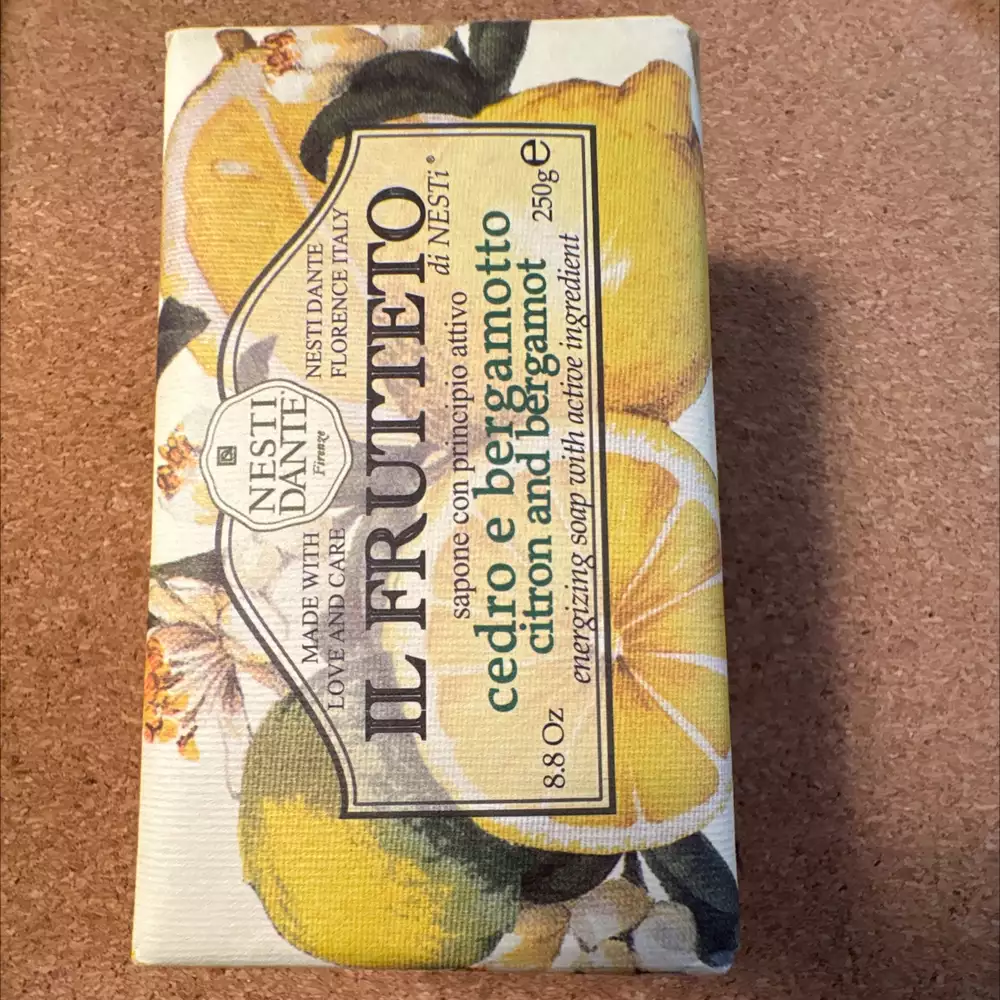 NESTI
DANTE
Firenze
MADE WITH
LOVE AND CARE
NESTI DANTE
FLORENCE ITALY
IL FRUTTETO
di NESTi®
sapone con principio attivo
cedro e bergamotto
citron and bergamot
8.8 Oz
energizing soap with active ingredient
250g e